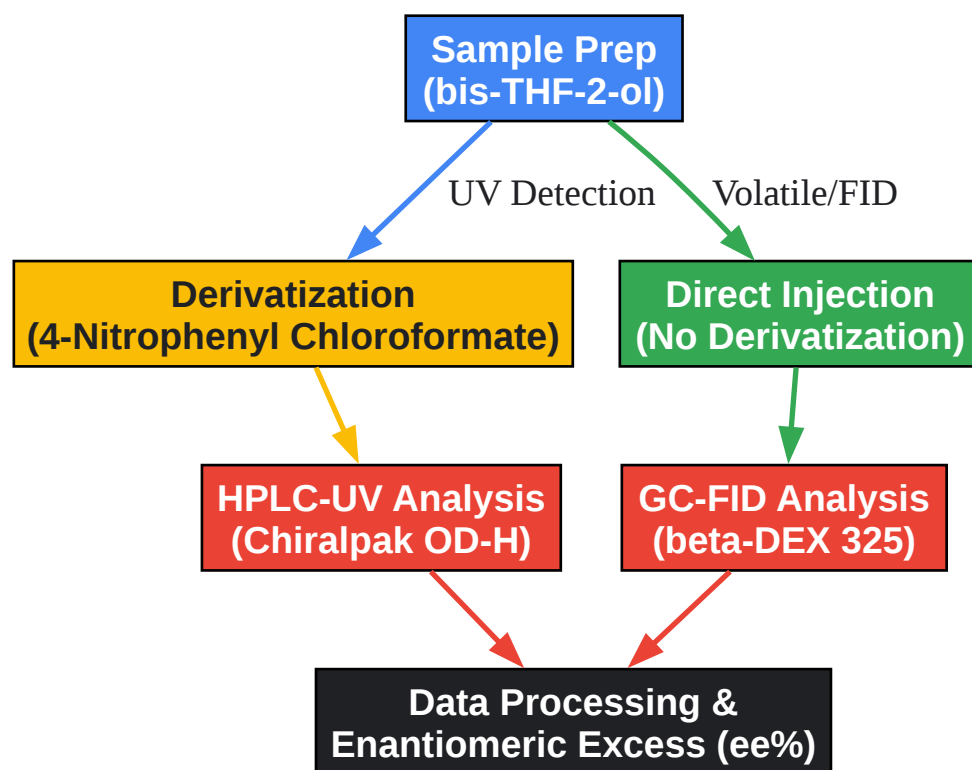 Sample Prep
(bis-THF-2-ol)
UV Detection
Volatile/FID
Derivatization
(4-Nitrophenyl Chloroformate)
Direct Injection
(No Derivatization)
HPLC-UV Analysis
(Chiralpak OD-H)
GC-FID Analysis
(beta-DEX 325)
Data Processing &
Enantiomeric Excess (ee%)